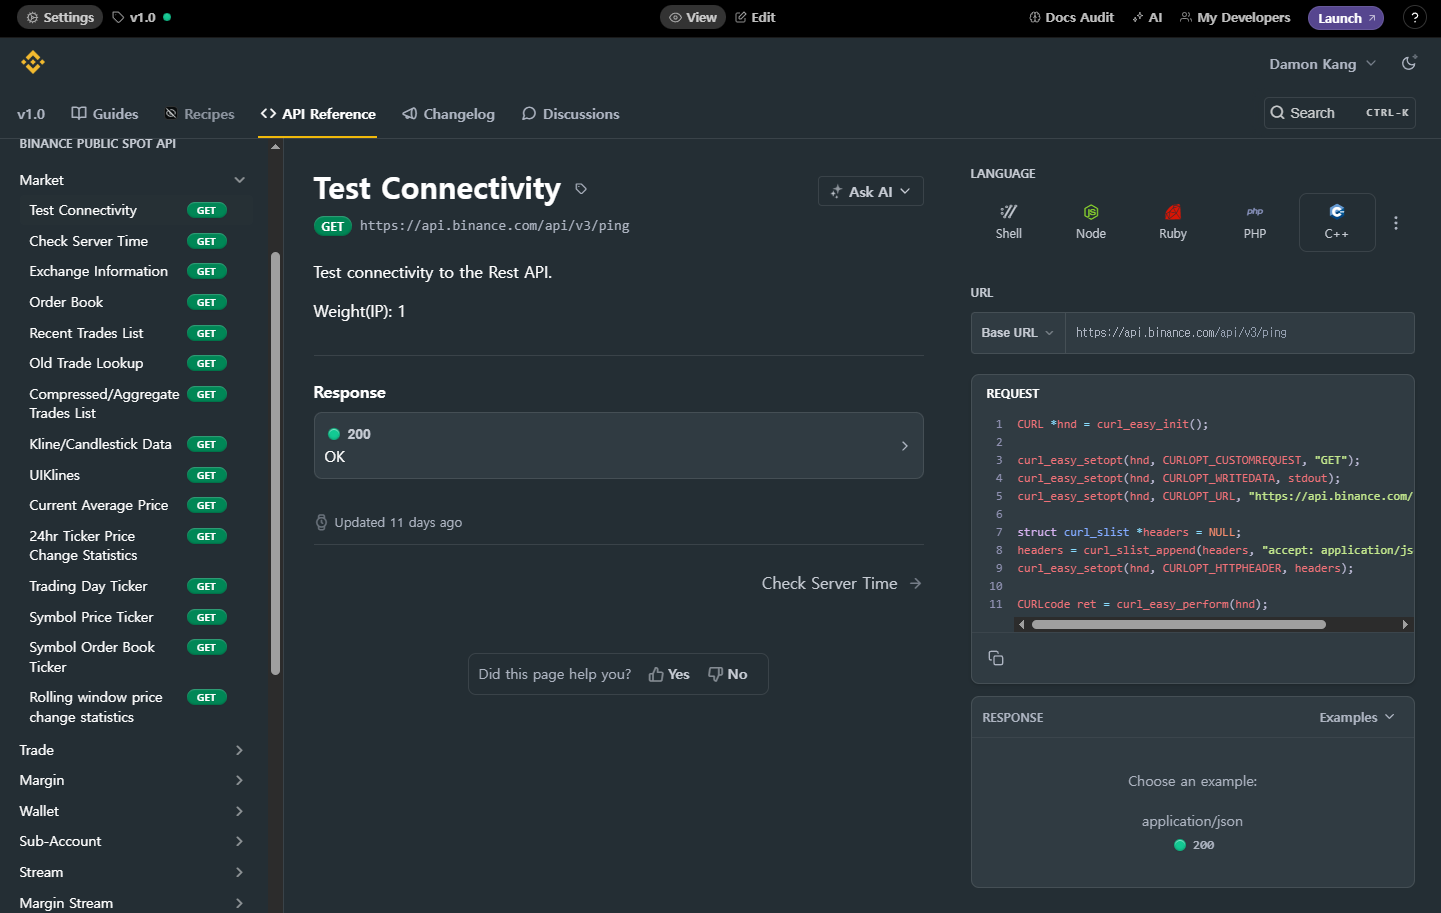 Settings
v1.0
View
Edit
Docs Audit
AI
My Developers
Launch
?
Damon Kang
v1.0
Guides
Recipes
API Reference
Changelog
Discussions
Search
CTRL-K
BINANCE PUBLIC SPOT API
Market
Test Connectivity GET
Check Server Time GET
Exchange Information GET
Order Book GET
Recent Trades List GET
Old Trade Lookup GET
Compressed/Aggregate GET
Trades List
Kline/Candlestick Data GET
UIKlines GET
Current Average Price GET
24hr Ticker Price GET
Change Statistics
Trading Day Ticker GET
Symbol Price Ticker GET
Symbol Order Book GET
Ticker
Rolling window price GET
change statistics
Trade
Margin
Wallet
Sub-Account
Stream
Margin Stream
Test Connectivity
Ask AI
GET https://api.binance.com/api/v3/ping
Test connectivity to the Rest API.
Weight(IP): 1
Response
200
OK
Updated 11 days ago
Check Server Time
Did this page help you? Yes No
LANGUAGE
Shell
Node
Ruby
php
PHP
C++
URL
Base URL
https://api.binance.com/api/v3/ping
REQUEST
1 CURL *hnd = curl_easy_init();
2
3 curl_easy_setopt(hnd, CURLOPT_CUSTOMREQUEST, "GET");
4 curl_easy_setopt(hnd, CURLOPT_WRITEDATA, stdout);
5 curl_easy_setopt(hnd, CURLOPT_URL, "https://api.binance.com/
6
7 struct curl_slist *headers = NULL;
8 headers = curl_slist_append(headers, "accept: application/js
9 curl_easy_setopt(hnd, CURLOPT_HTTPHEADER, headers);
10
11 CURLcode ret = curl_easy_perform(hnd);
RESPONSE
Examples
Choose an example:
application/json
200